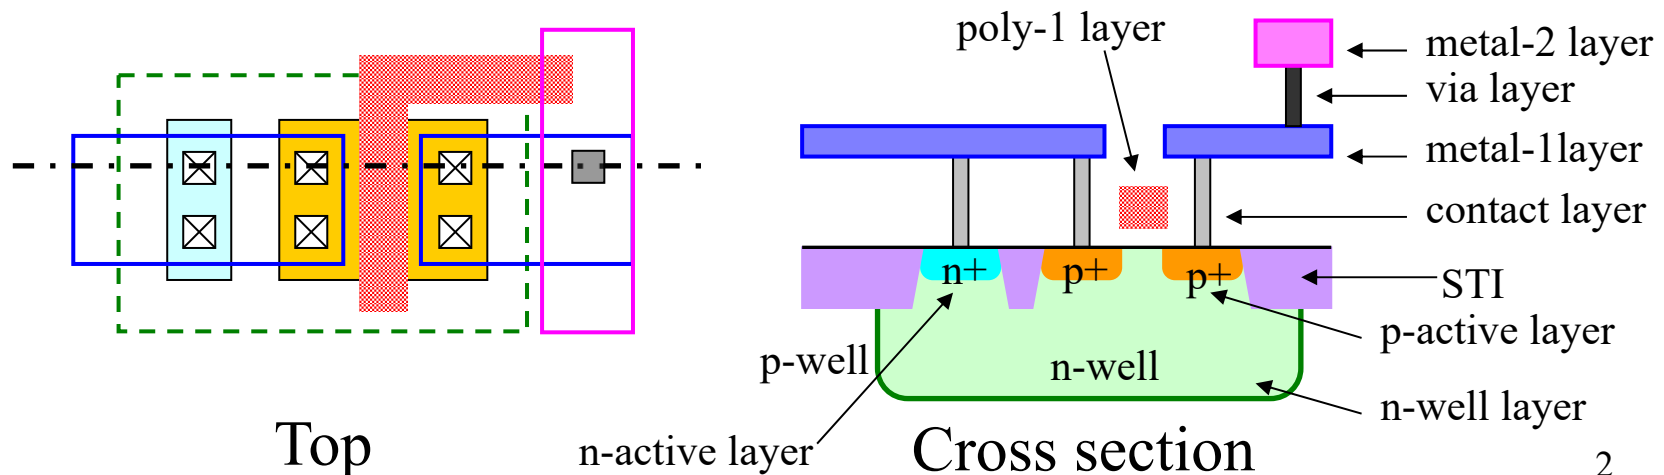 poly-1 layer
metal-2 layer
via layer
metal-1layer
contact layer
n+
p+
p+
STI
p-active layer
p-well
n-well
n-well layer
Top
n-active layer
Cross section
2